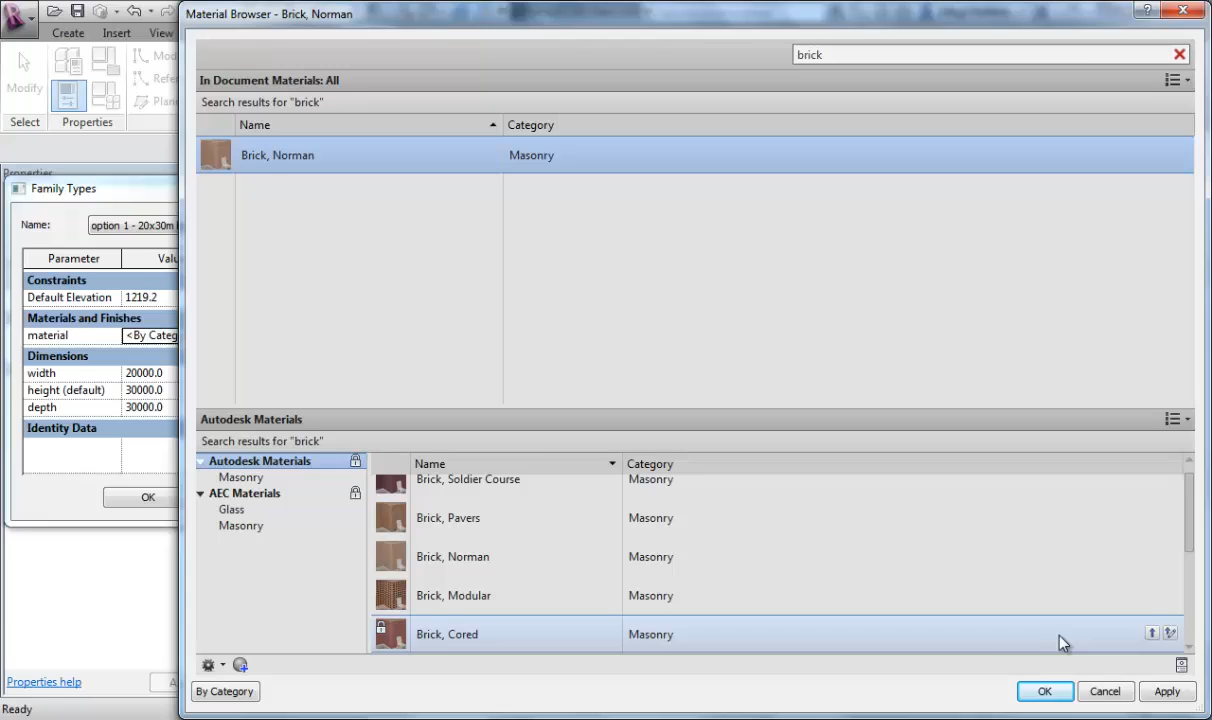 Material Browser - Brick, Norman
Create Insert View
brick
Modify
Mod
Refer
Plane
Select Properties
In Document Materials: All
Search results for "brick"
Name Category
Brick, Norman Masonry
Properties
Family Types
Name: option 1 - 20x30m
Parameter Valu
Constraints
Default Elevation 1219.2
Materials and Finishes
material <By Categ
Dimensions
width 20000.0
height (default) 30000.0
depth 30000.0
Identity Data
OK
Autodesk Materials
Search results for "brick"
Autodesk Materials
Masonry
AEC Materials
Glass
Masonry
Name Category
Brick, Soldier Course Masonry
Brick, Pavers Masonry
Brick, Norman Masonry
Brick, Modular Masonry
Brick, Cored Masonry
By Category
OK Cancel Apply
Properties help
Ready